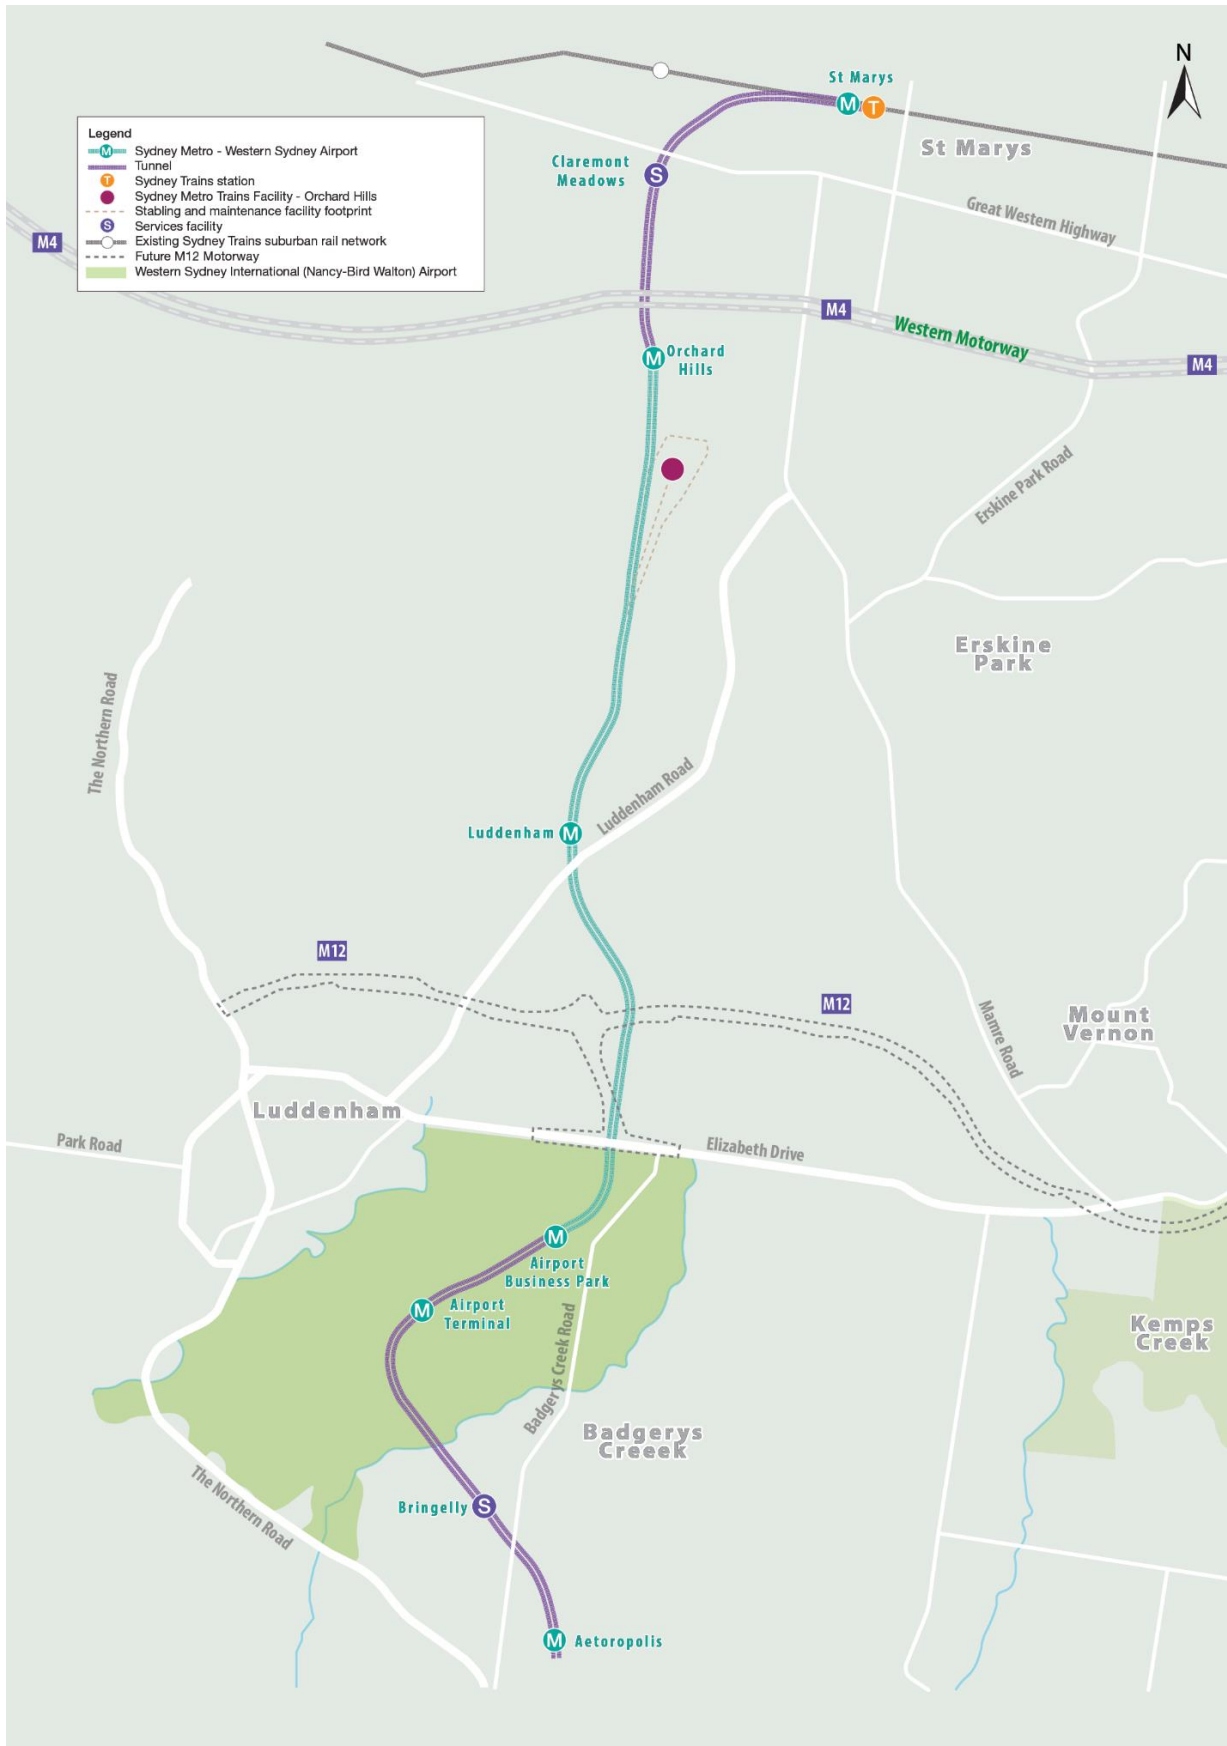 N
St Marys
M
T
St Marys
Legend
M Sydney Metro - Western Sydney Airport
Tunnel
T Sydney Trains station
Sydney Metro Trains Facility - Orchard Hills
Stabling and maintenance facility footprint
S Services facility
Existing Sydney Trains suburban rail network
Future M12 Motorway
Western Sydney International (Nancy-Bird Walton) Airport
Claremont
Meadows
S
Great Western Highway
M4
M4
Western Motorway
M4
M
Orchard
Hills
Erskine Park Road
Erskine
Park
The Northern Road
Luddenham Road
Luddenham
M
M12
M12
Mamre Road
Mount
Vernon
Luddenham
Park Road
Elizabeth Drive
M
Airport
Business Park
M
Airport
Terminal
Badgerys Creek Road
Kemps
Creek
Badgerys
Creeek
The Northern Road
Bringelly
S
M
Aetoropolis